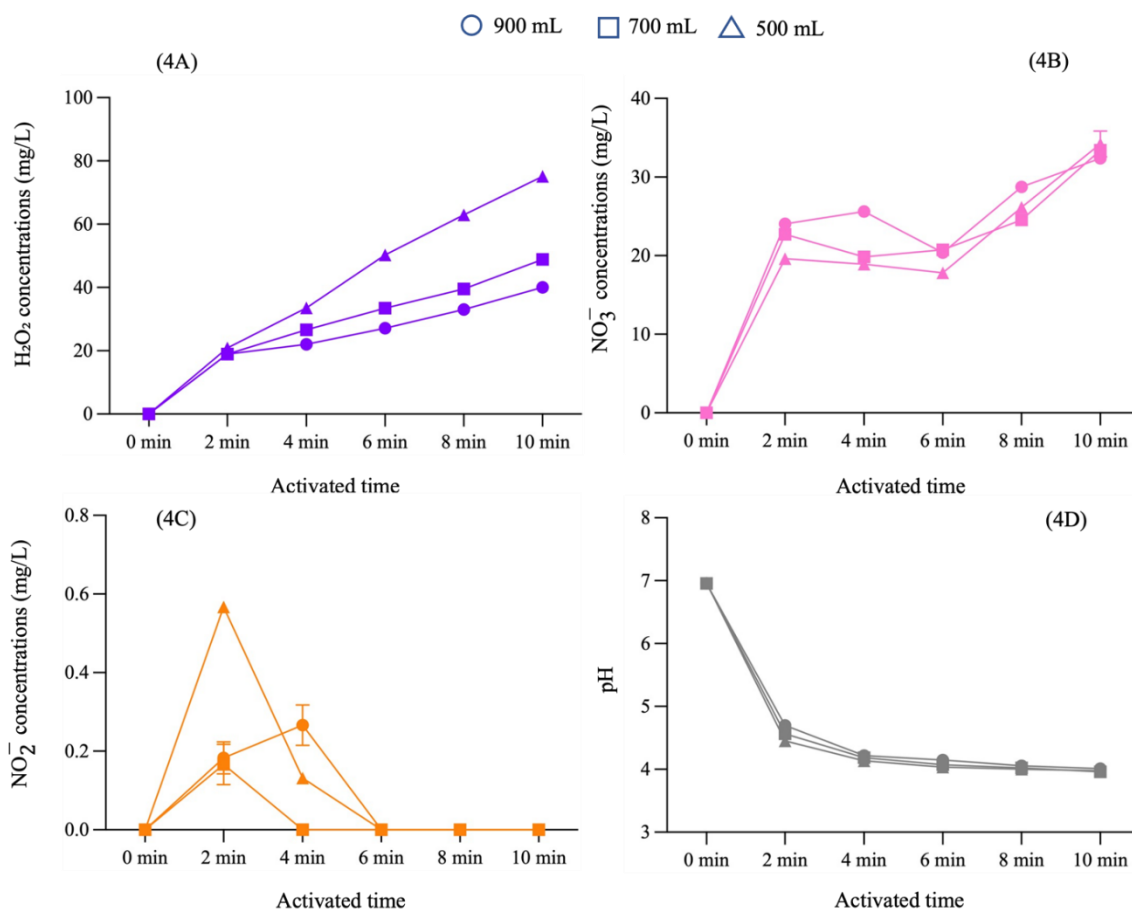 900 mL 700 mL 500 mL
(4A)
H₂O₂ concentrations (mg/L)
100
80
60
40
20
0
0 min 2 min 4 min 6 min 8 min 10 min
Activated time
(4B)
NO₃⁻ concentrations (mg/L)
40
30
20
10
0
0 min 2 min 4 min 6 min 8 min 10 min
Activated time
(4C)
NO₂⁻ concentrations (mg/L)
0.8
0.6
0.4
0.2
0.0
0 min 2 min 4 min 6 min 8 min 10 min
Activated time
(4D)
pH
8
7
6
5
4
3
0 min 2 min 4 min 6 min 8 min 10 min
Activated time